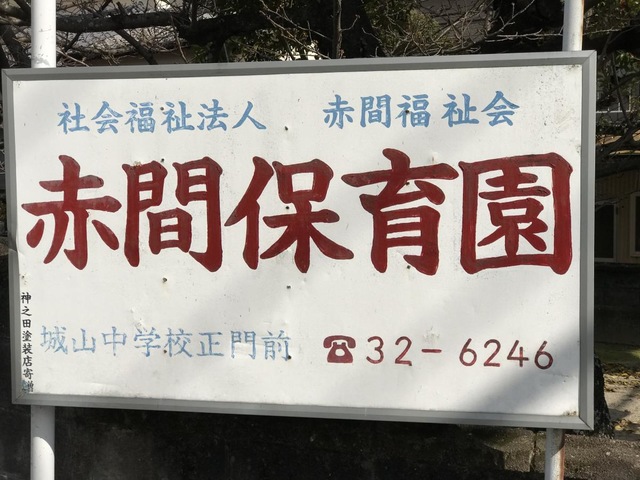 社会福祉法人 赤間福祉会
赤間保育園
城山中学校正門前 ☎32-6246
神之田塗装店寄贈